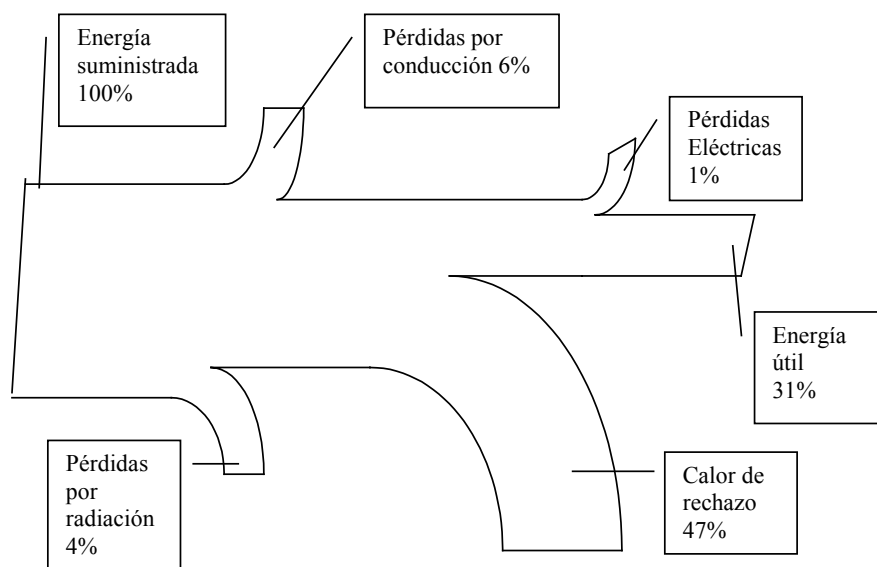 Energía
suministrada
100%
Pérdidas por
conducción 6%
Pérdidas
Eléctricas
1%
Energía
útil
31%
Pérdidas
por
radiación
4%
Calor de
rechazo
47%